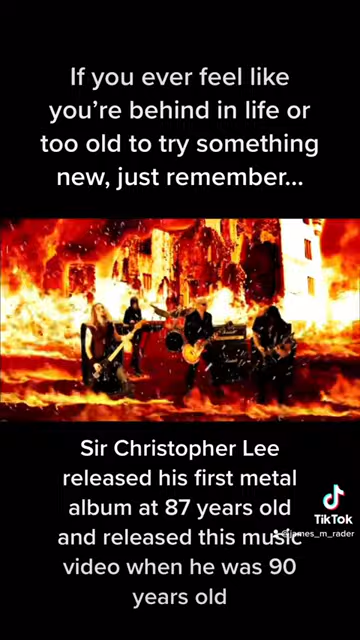 If you ever feel like
you're behind in life or
too old to try something
new, just remember...
Sir Christopher Lee
released his first metal
album at 87 years old
and released this music
video when he was 90
years old
TikTok
@james_m_rader